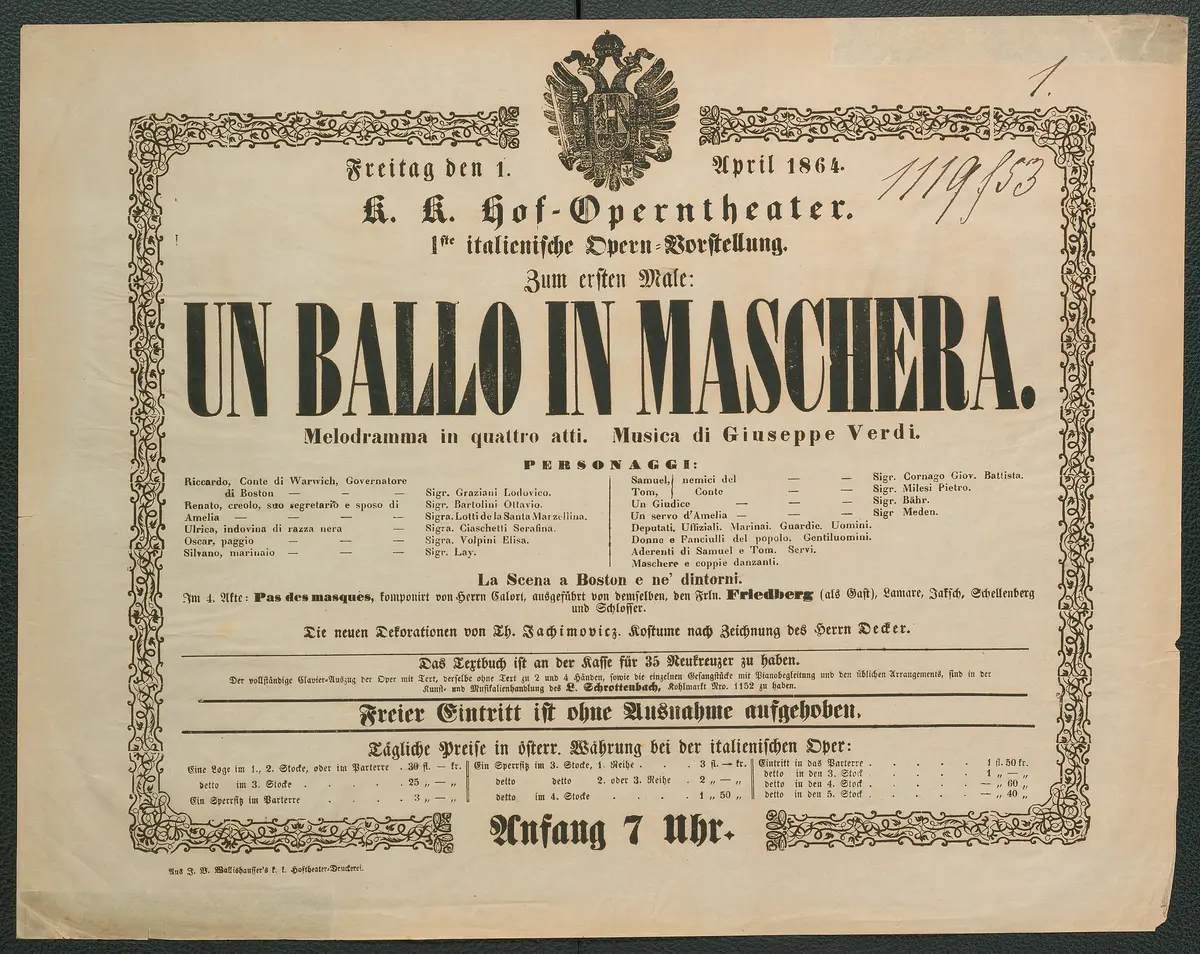 1.
Freitag den 1. April 1864.
1119 f 53
K. K. Hof-Operntheater.
1ste italienische Opern-Vorstellung.
Zum ersten Male:
UN BALLO IN MASCHERA.
Melodramma in quattro atti. Musica di Giuseppe Verdi.
PERSONAGGI:
Riccardo, Conte di Warwich, Governatore
di Boston — — — Sigr. Graziani Lodovico.
Renato, creolo, suo segretario e sposo di Sigr. Bartolini Ottavio.
Amelia — — — — Sigra. Lotti de la Santa Marzellina.
Ulrica, indovina di razza nera — Sigra. Ciaschetti Serafina.
Oscar, paggio — — — Sigra. Volpini Elisa.
Silvano, marinaio — — — Sigr. Lay.
Samuel, } nemici del — — Sigr. Cornago Giov. Battista.
Tom, } Conte — — Sigr. Milesi Pietro.
Un Giudice — — — Sigr. Bähr.
Un servo d'Amelia — — — Sigr Meden.
Deputati. Uffiziali. Marinai. Guardie. Uomini.
Donne e Fanciulli del popolo. Gentiluomini.
Aderenti di Samuel e Tom. Servi.
Maschere e coppie danzanti.
La Scena a Boston e ne' dintorni.
Im 4. Akte: Pas des masques, komponirt von Herrn Calori, ausgeführt von demselben, den Frln. Friedberg (als Gast), Lamare, Jaksch, Schellenberg
und Schlosser.
Die neuen Dekorationen von Th. Jachimovicz. Kostume nach Zeichnung des Herrn Decker.
Das Textbuch ist an der Kasse für 35 Neukreuzer zu haben.
Der vollständige Clavier-Auszug der Oper mit Text, derselbe ohne Text zu 2 und 4 Händen, sowie die einzelnen Gesangstücke mit Pianobegleitung und den üblichen Arrangements, sind in der
Kunst- und Musikalienhandlung des L. Schrottenbach, Kohlmarkt Nro. 1152 zu haben.
Freier Eintritt ist ohne Ausnahme aufgehoben.
Tägliche Preise in österr. Währung bei der italienischen Oper:
Eine Loge im 1., 2. Stocke, oder im Parterre . 30 fl. — kr.
detto im 3. Stocke . . . . 25 „ — „
Ein Sperrsitz im Parterre . . . . 3 „ — „
Ein Sperrsitz im 3. Stocke, 1. Reihe . . . 3 fl. — kr.
detto detto 2. oder 3. Reihe . 2 „ — „
detto im 4. Stocke . . . . 1 „ 50 „
Eintritt in das Parterre . . . . . 1 fl. 50 kr.
detto in den 3. Stock . . . . . 1 „ — „
detto in den 4. Stock . . . . . — „ 60 „
detto in den 5. Stock . . . . . — „ 40 „
Anfang 7 Uhr.
Aus J. B. Wallishausser's k. k. Hoftheater-Druckerei.